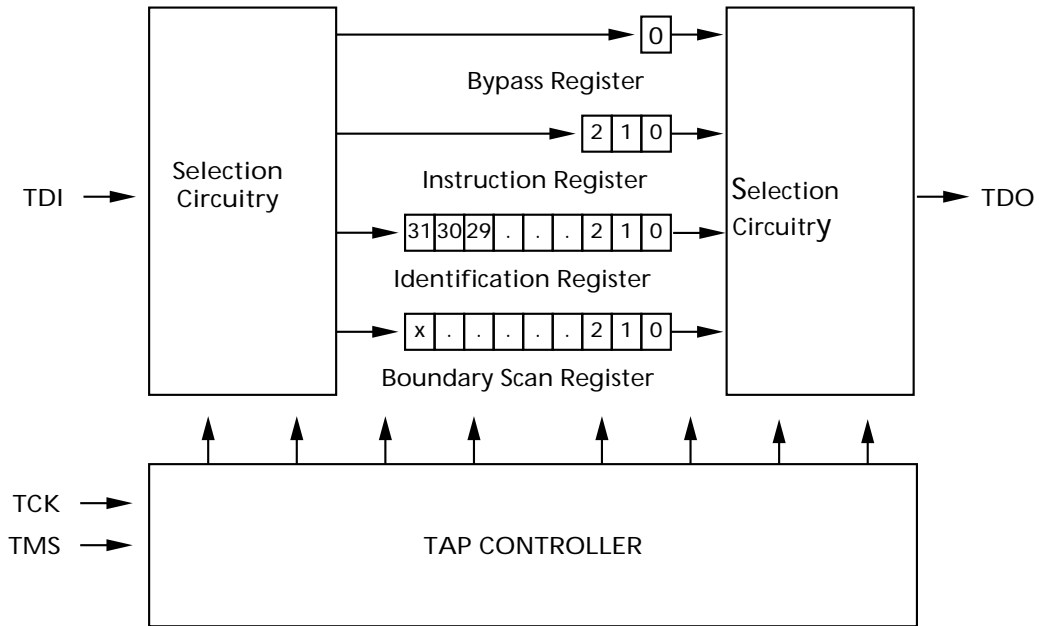 0
Bypass Register
2 1 0
Selection
Circuitry
Instruction Register
Selection
Circuitry
TDI
TDO
31 30 29 . . . 2 1 0
Identification Register
x . . . . . 2 1 0
Boundary Scan Register
TCK
TMS
TAP CONTROLLER